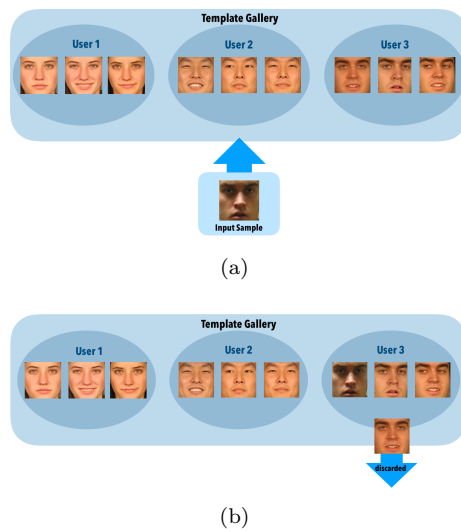 Template Gallery
User 1
User 2
User 3
Input Sample
(a)
Template Gallery
User 1
User 2
User 3
discarded
(b)